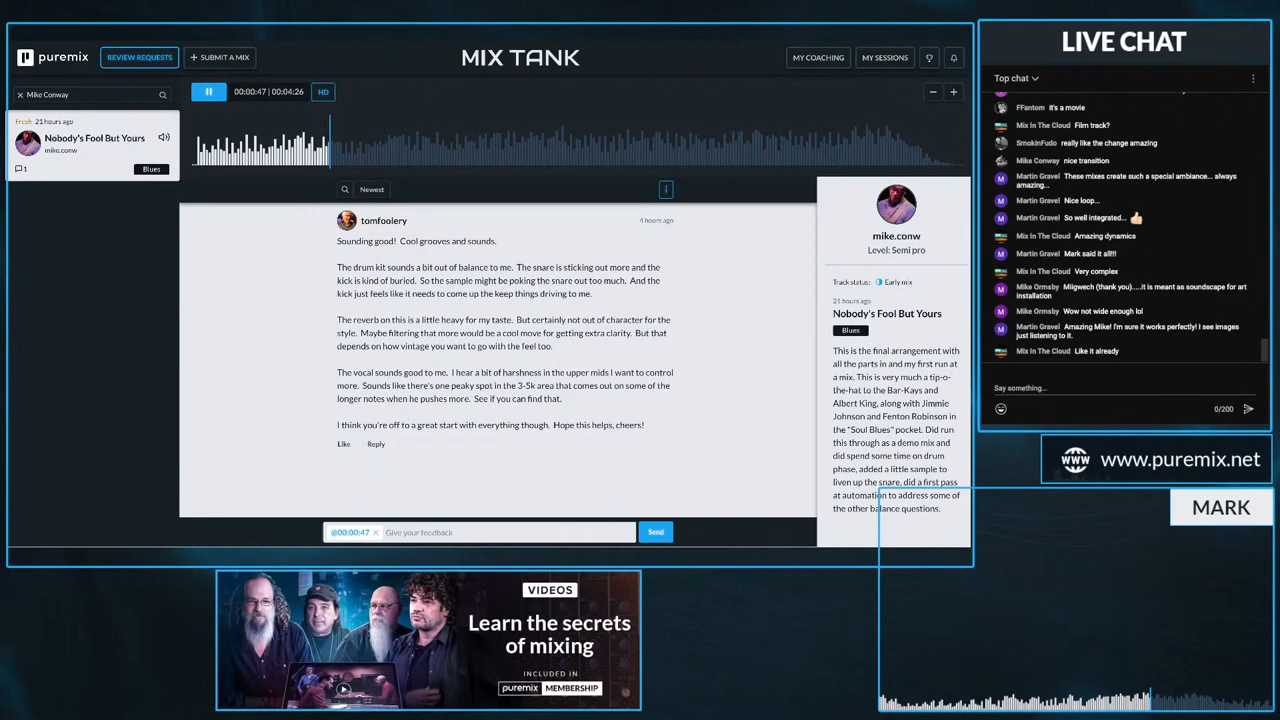 puremix
REVIEW REQUESTS
+ SUBMIT A MIX
MIX TANK
MY COACHING
MY SESSIONS
× Mike Conway
00:00:47 | 00:04:26
HD
Fresh 21 hours ago
Nobody's Fool But Yours
mike.conw
1
Blues
Newest
tomfoolery
4 hours ago
Sounding good! Cool grooves and sounds.
The drum kit sounds a bit out of balance to me. The snare is sticking out more and the
kick is kind of buried. So the sample might be poking the snare out too much. And the
kick just feels like it needs to come up the keep things driving to me.
The reverb on this is a little heavy for my taste. But certainly not out of character for the
style. Maybe filtering that more would be a cool move for getting extra clarity. But that
depends on how vintage you want to go with the feel too.
The vocal sounds good to me. I hear a bit of harshness in the upper mids I want to control
more. Sounds like there's one peaky spot in the 3-5k area that comes out on some of the
longer notes when he pushes more. See if you can find that.
I think you're off to a great start with everything though. Hope this helps, cheers!
Like Reply
@00:00:47 × Give your feedback
Send
mike.conw
Level: Semi pro
Track status: Early mix
21 hours ago
Nobody's Fool But Yours
Blues
This is the final arrangement with
all the parts in and my first run at
a mix. This is very much a tip-o-
the-hat to the Bar-Kays and
Albert King, along with Jimmie
Johnson and Fenton Robinson in
the "Soul Blues" pocket. Did run
this through as a demo mix and
did spend some time on drum
phase, added a little sample to
liven up the snare, did a first pass
at automation to address some of
the other balance questions.
LIVE CHAT
Top chat
FFantom it's a movie
Mix In The Cloud Film track?
SmokinFudo really like the change amazing
Mike Conway nice transition
Martin Gravel These mixes create such a special ambiance... always
amazing...
Martin Gravel Nice loop...
Martin Gravel So well integrated... 👍
Mix In The Cloud Amazing dynamics
Martin Gravel Mark said it all!!!
Mix In The Cloud Very complex
Mike Ormsby Miigwech (thank you).....it is meant as soundscape for art
installation
Mike Ormsby Wow not wide enough lol
Martin Gravel Amazing Mike! I'm sure it works perfectly! I see images
just listening to it.
Mix In The Cloud Like it already
Say something...
0/200
www www.puremix.net
MARK
VIDEOS
Learn the secrets
of mixing
INCLUDED IN
puremix MEMBERSHIP